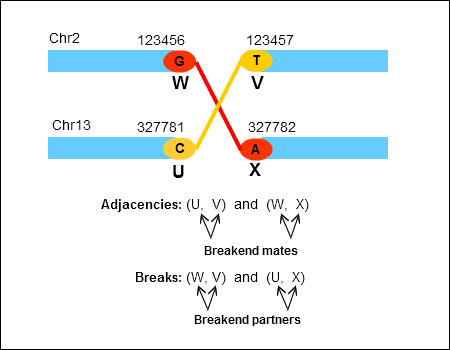 Chr2 123456 123457
G T
W V
Chr13 327781 327782
C A
U X
Adjacencies: (U, V) and (W, X)
Breakend mates
Breaks: (W, V) and (U, X)
Breakend partners